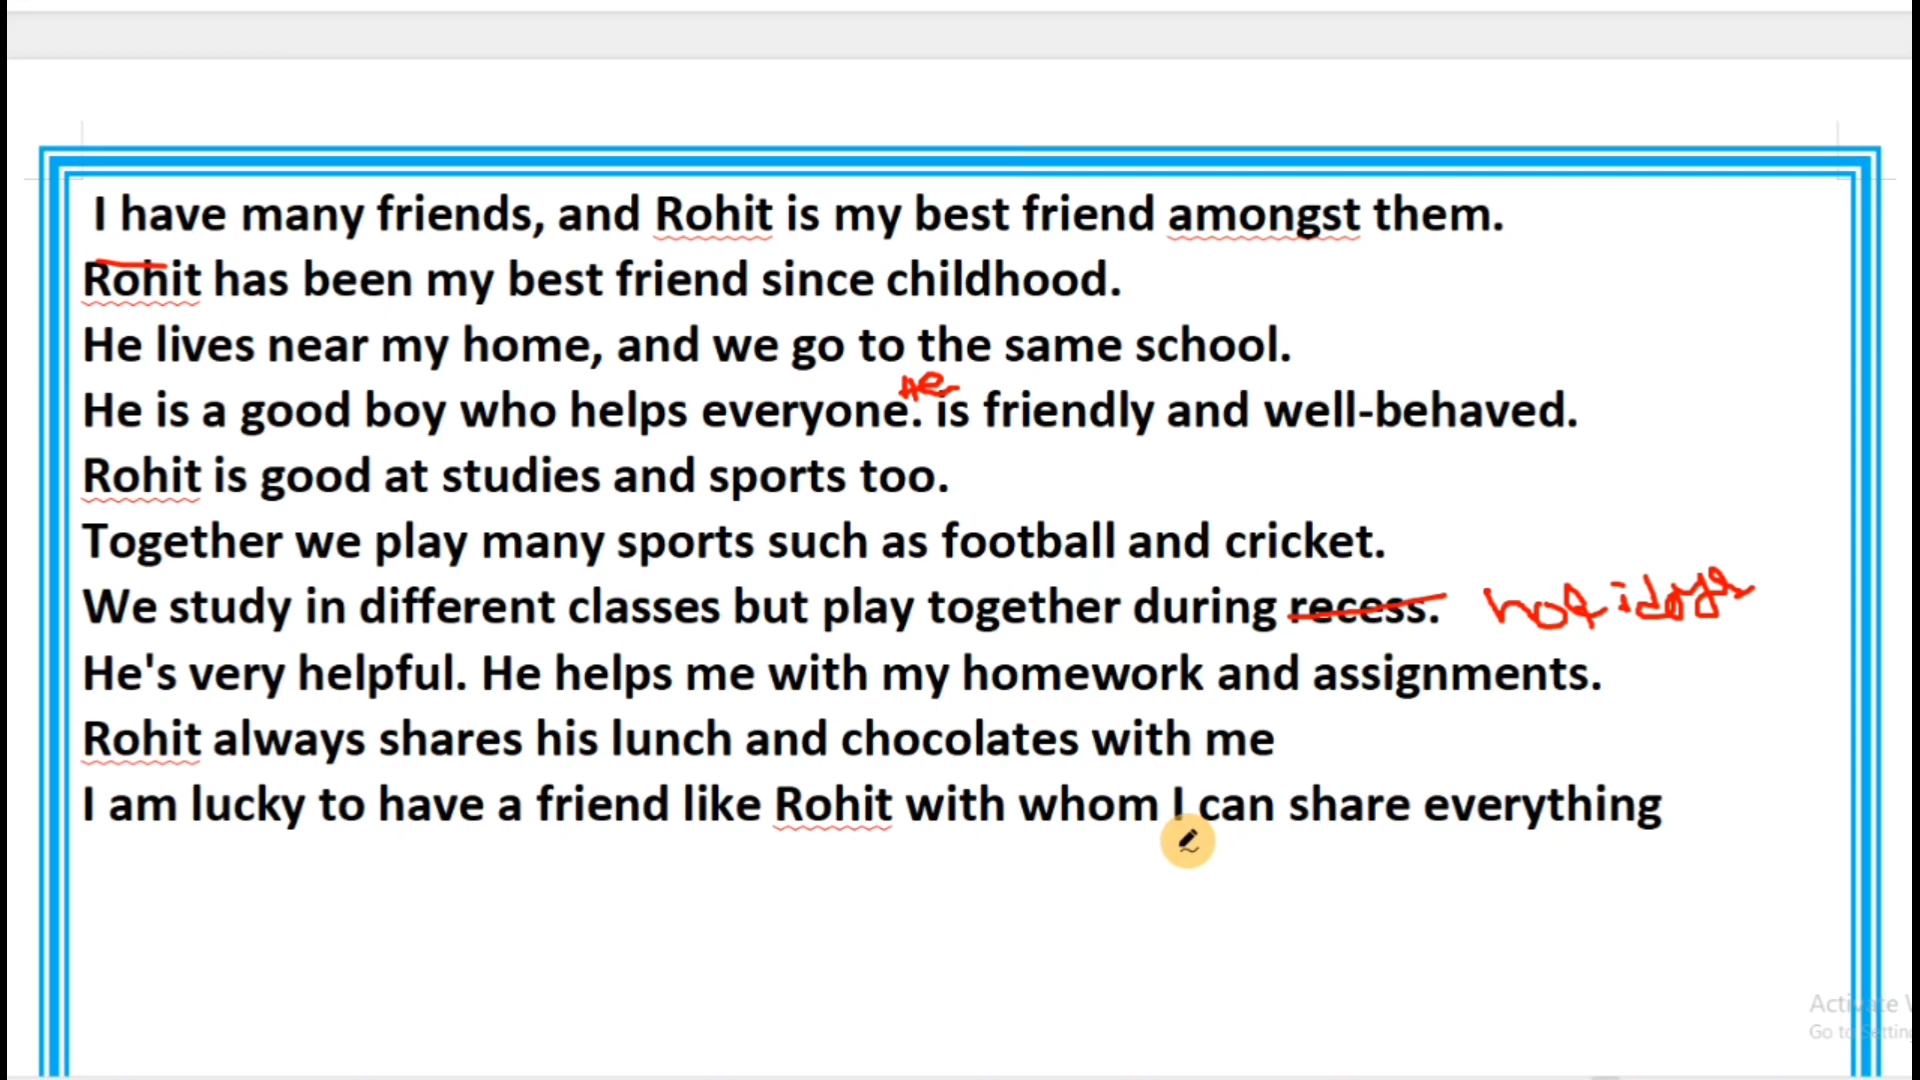 I have many friends, and Rohit is my best friend amongst them.
Rohit has been my best friend since childhood.
He lives near my home, and we go to the same school.
He is a good boy who helps everyone. He is friendly and well-behaved.
Rohit is good at studies and sports too.
Together we play many sports such as football and cricket.
We study in different classes but play together during recess. holidays
He's very helpful. He helps me with my homework and assignments.
Rohit always shares his lunch and chocolates with me
I am lucky to have a friend like Rohit with whom I can share everything
Activate
Go to Settin